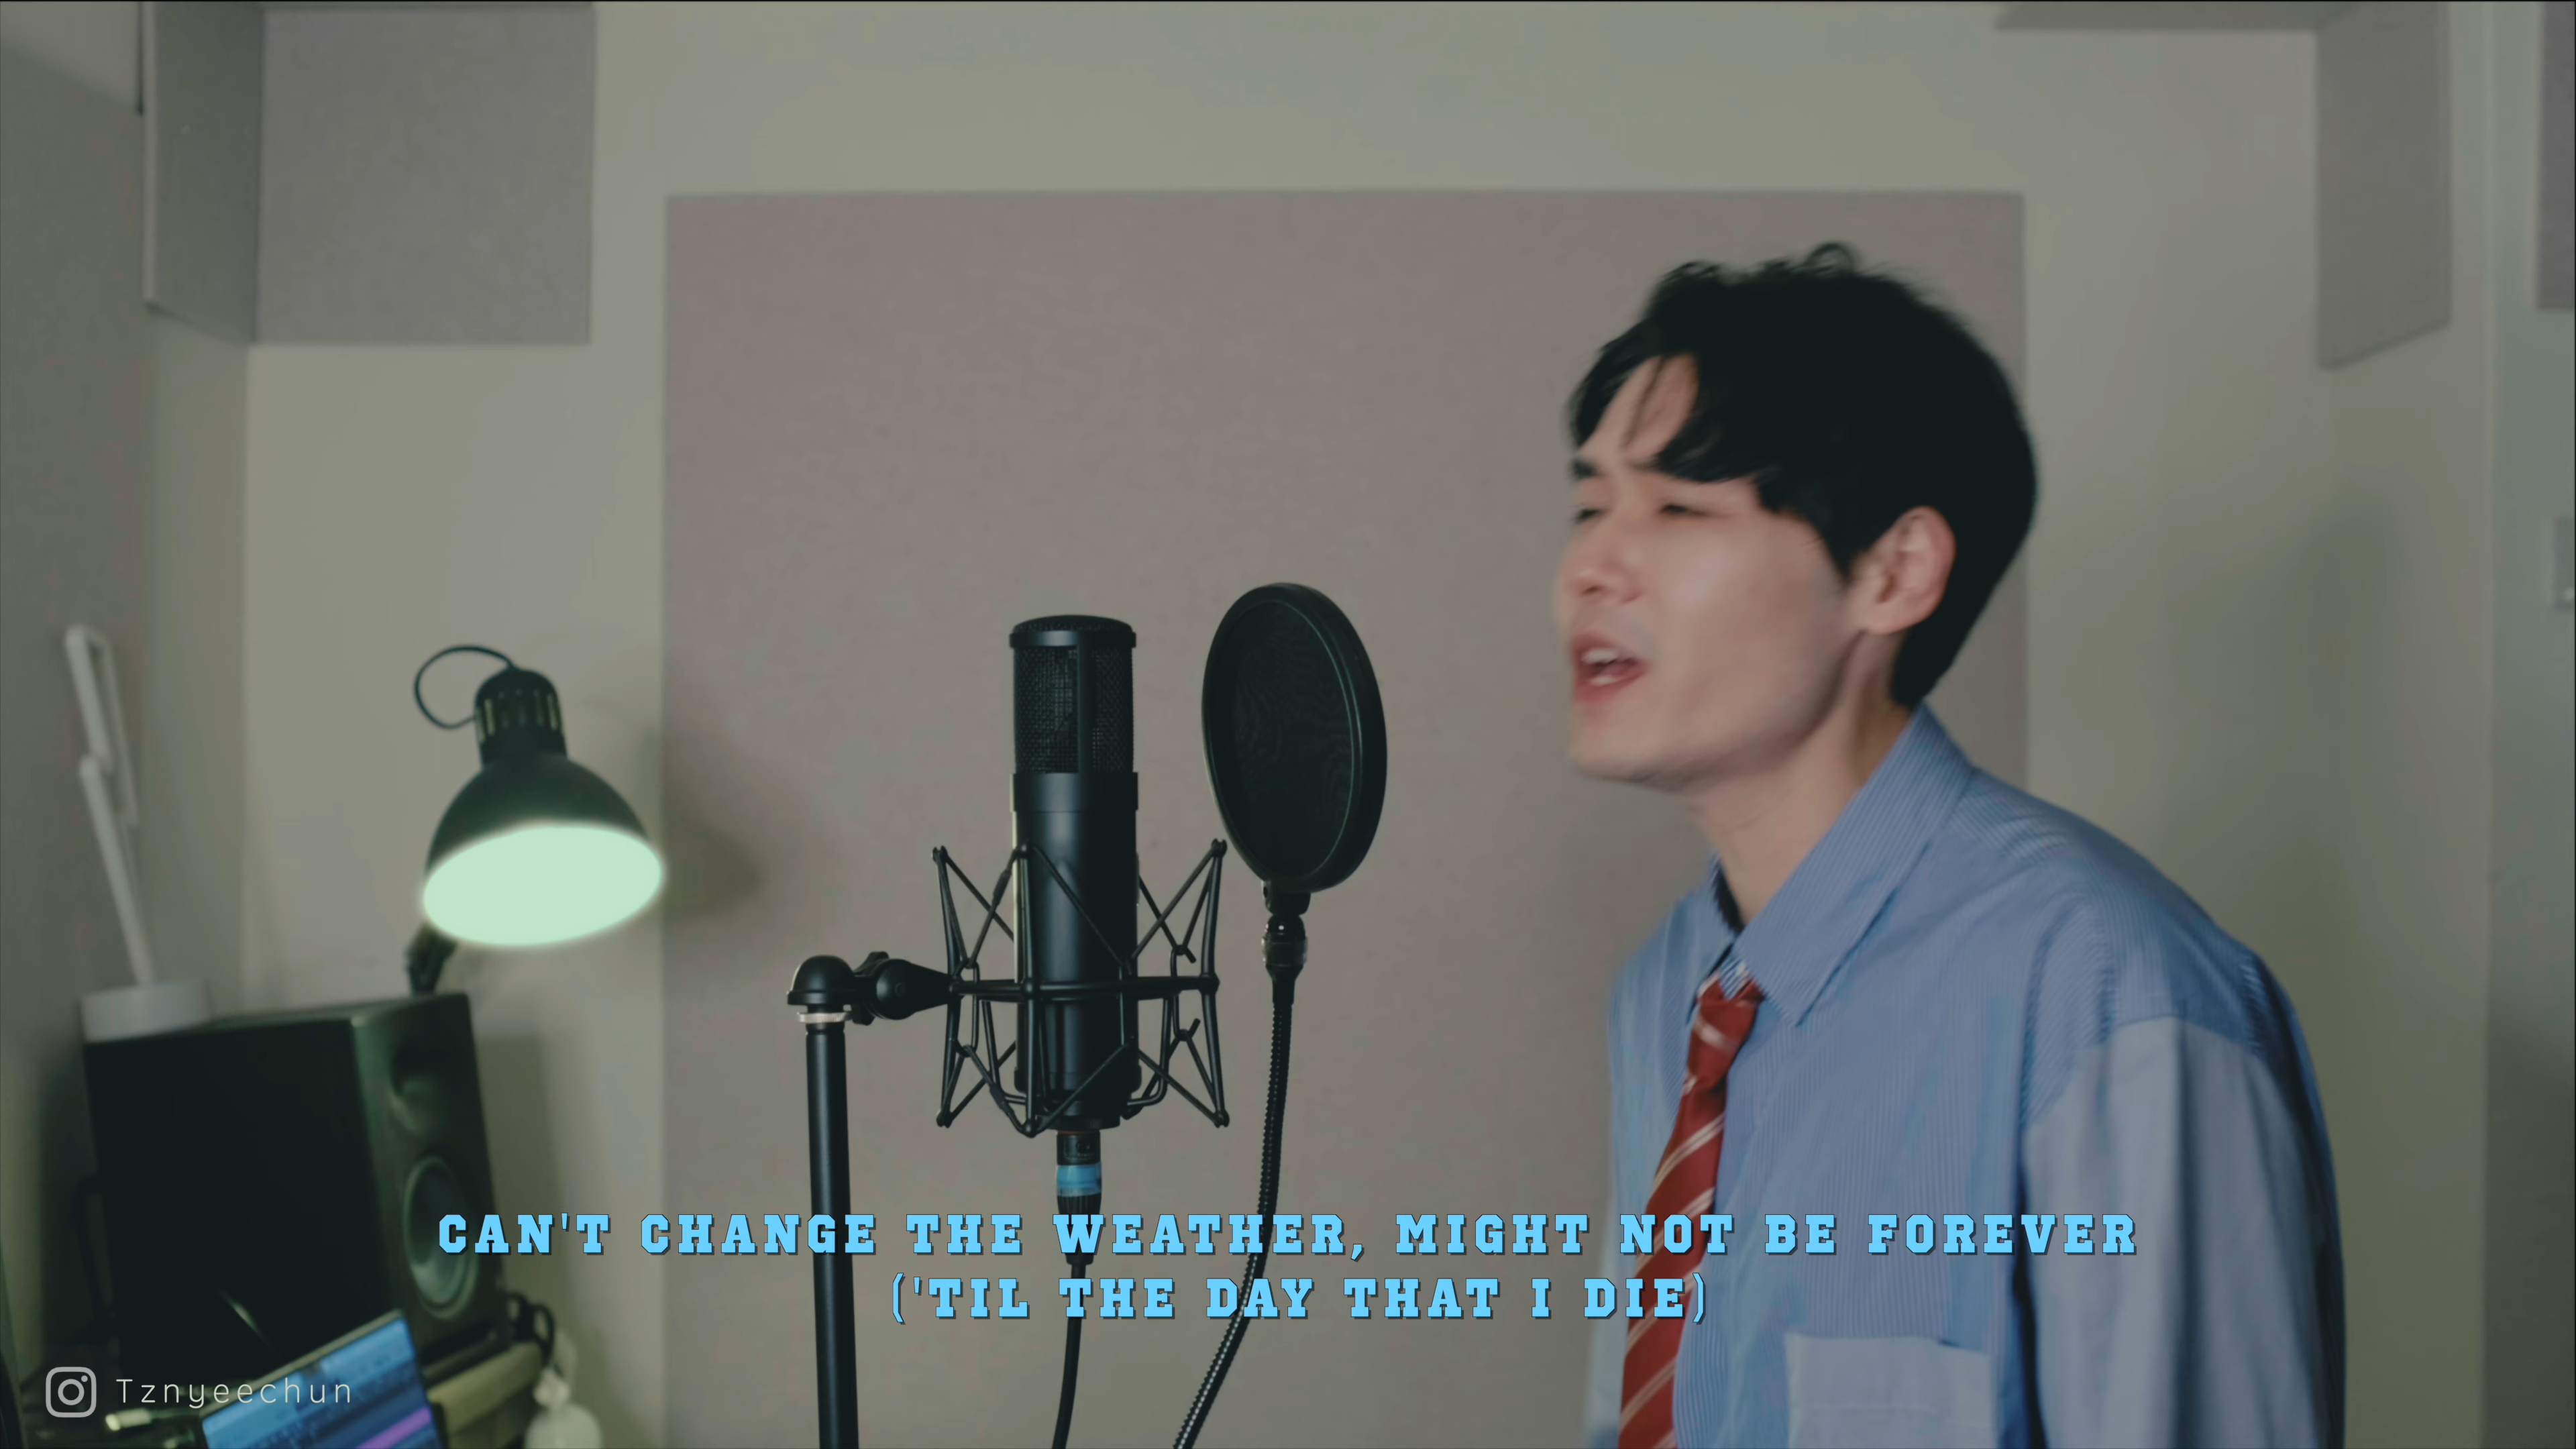 CAN'T CHANGE THE WEATHER, MIGHT NOT BE FOREVER
('TIL THE DAY THAT I DIE)
Tznyeechun